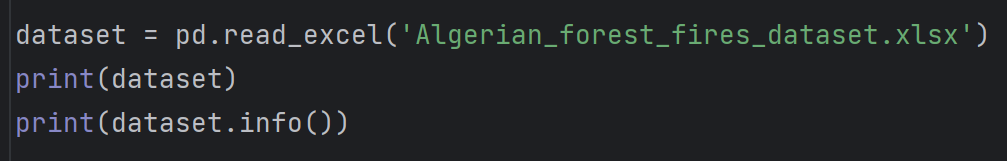 dataset = pd.read_excel('Algerian_forest_fires_dataset.xlsx')
print(dataset)
print(dataset.info())